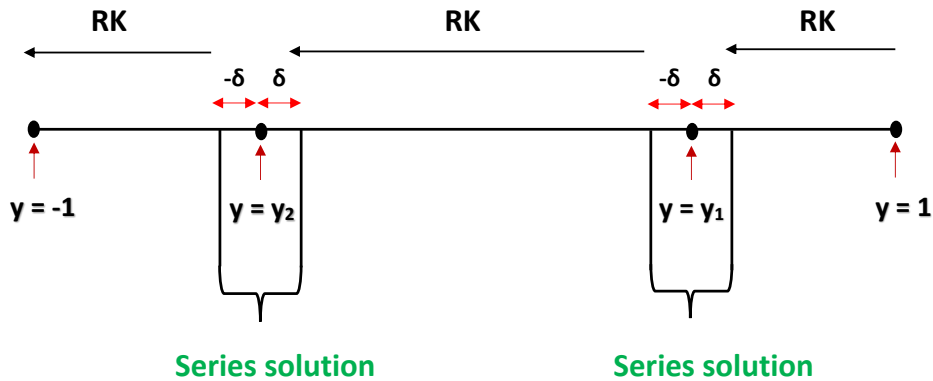 RK RK RK
-δ δ -δ δ
y = -1 y = y₂ y = y₁ y = 1
Series solution Series solution